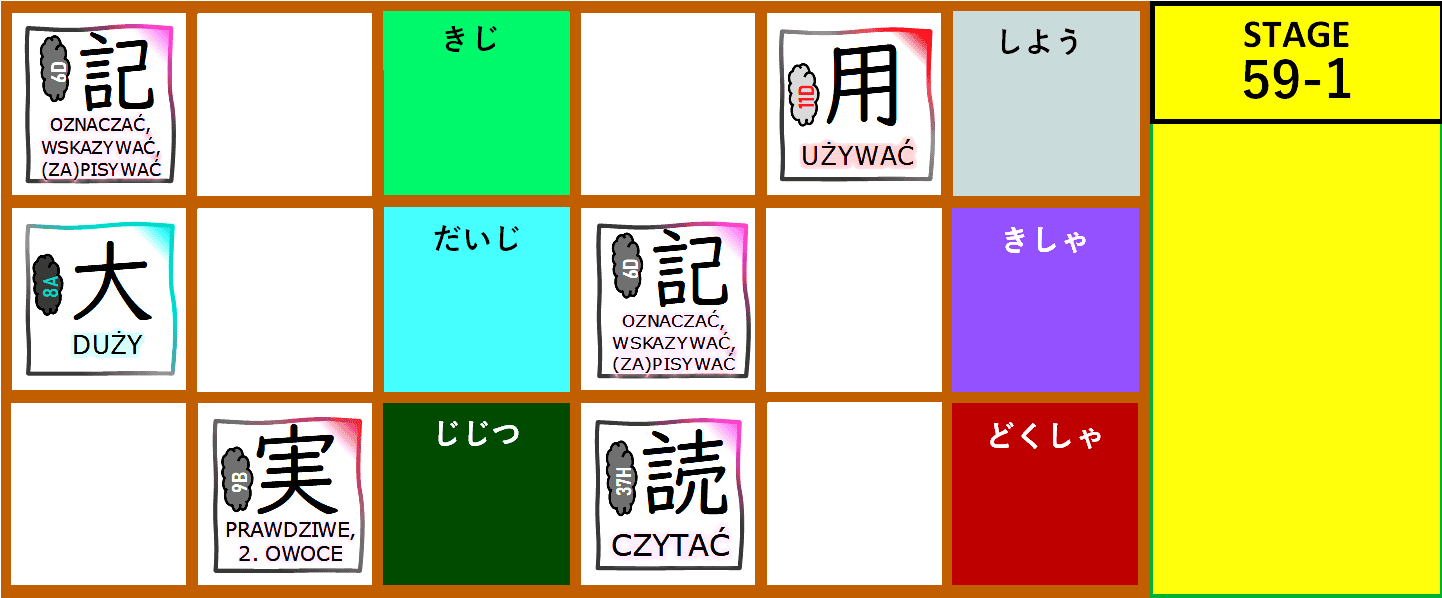 6D
記
OZNACZAĆ,
WSKAZYWAĆ,
(ZA)PISYWAĆ
きじ
11D
用
UŻYWAĆ
しよう
STAGE
59-1
8A
大
DUŻY
だいじ
6D
記
OZNACZAĆ,
WSKAZYWAĆ,
(ZA)PISYWAĆ
きしゃ
9B
実
PRAWDZIWE,
2. OWOCE
じじつ
37H
読
CZYTAĆ
どくしゃ